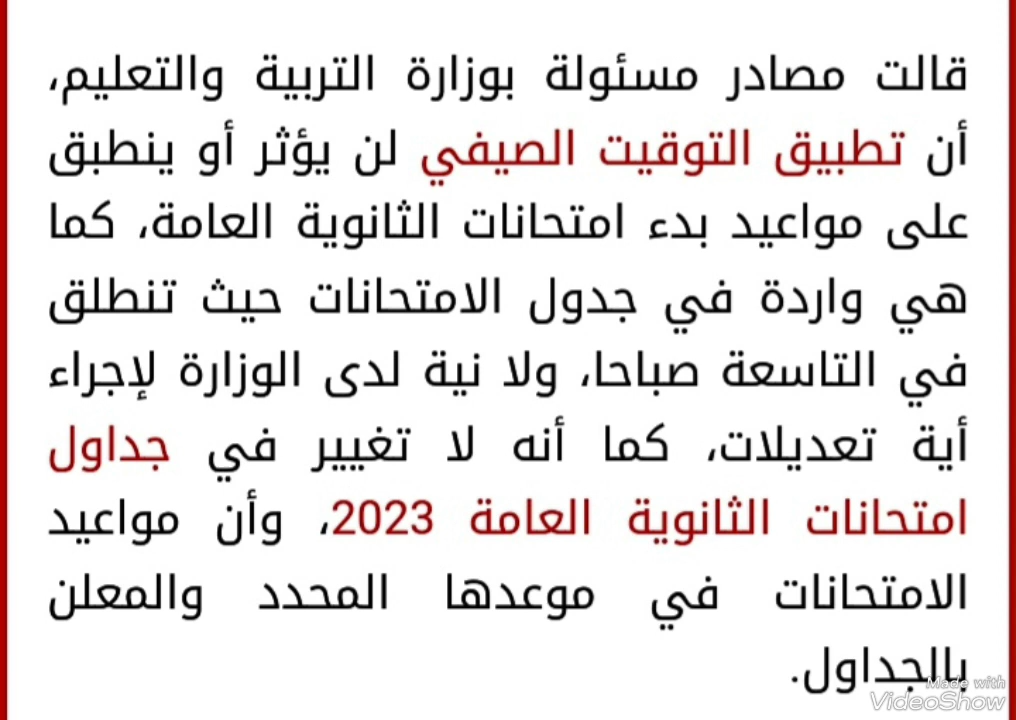 قالت مصادر مسئولة بوزارة التربية والتعليم،
أن تطبيق التوقيت الصيفي لن يؤثر أو ينطبق
على مواعيد بدء امتحانات الثانوية العامة، كما
هي واردة في جدول الامتحانات حيث تنطلق
في التاسعة صباحا، ولا نية لدى الوزارة لإجراء
أية تعديلات، كما أنه لا تغيير في جداول
امتحانات الثانوية العامة 2023، وأن مواعيد
الامتحانات في موعدها المحدد والمعلن
بالجداول.
Made with
VideoShow